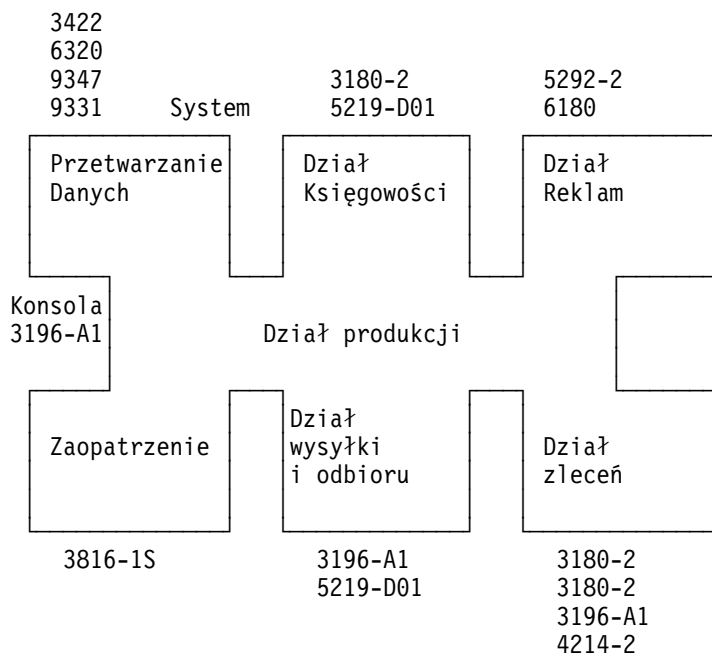 3422
6320
9347 3180-2 5292-2
9331 System 5219-D01 6180
Przetwarzanie Dział Dział
Danych Księgowości Reklam
Konsola
3196-A1 Dział produkcji
Dział
Zaopatrzenie wysyłki Dział
i odbioru zleceń
3816-1S 3196-A1 3180-2
5219-D01 3180-2
3196-A1
4214-2